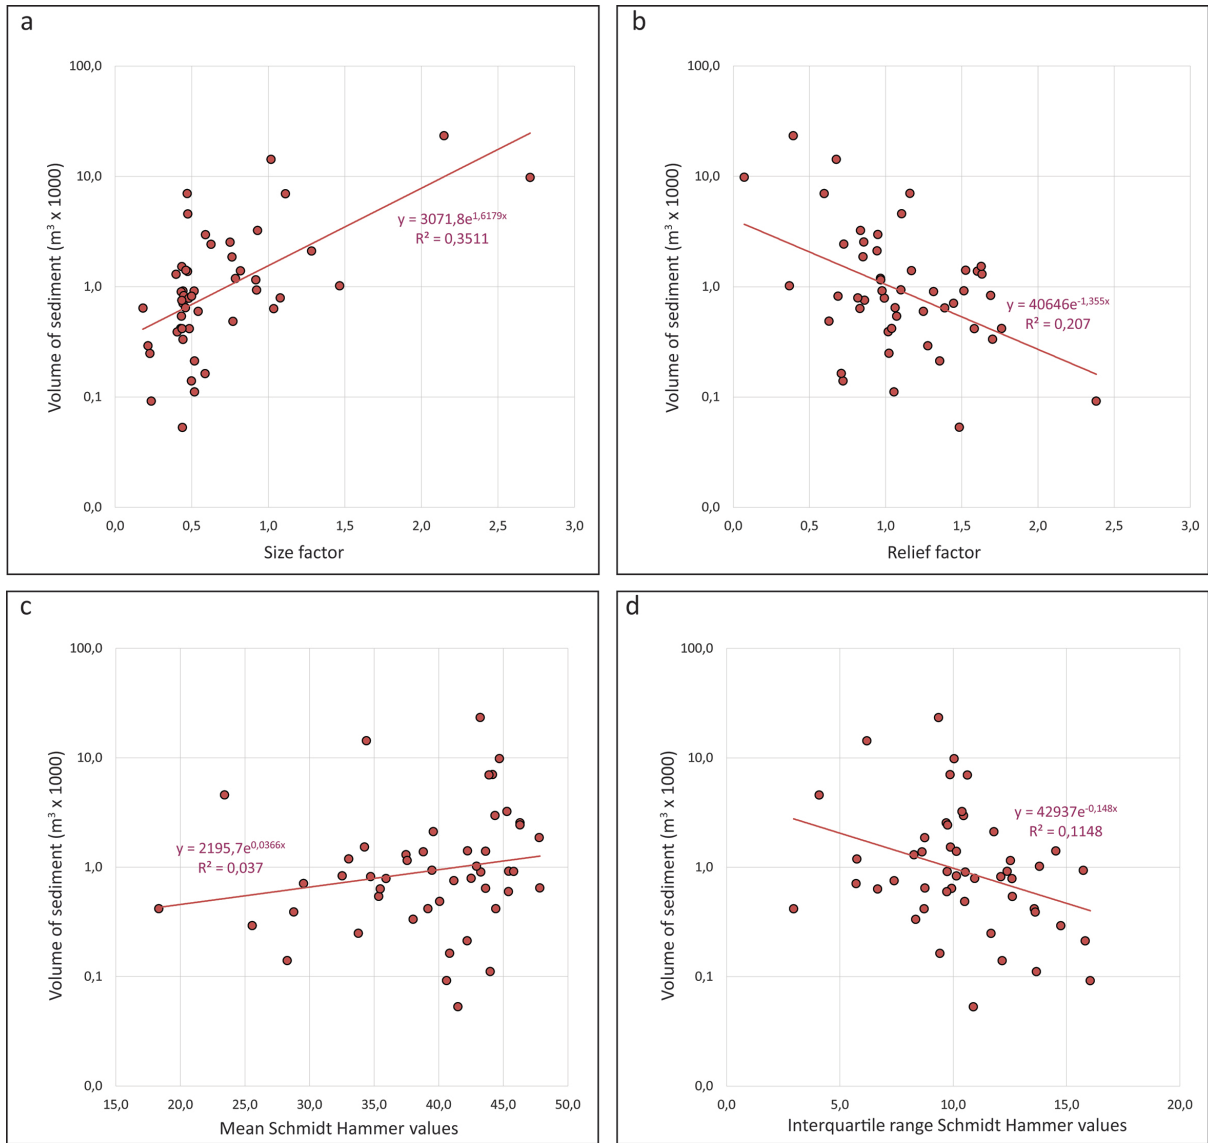 a
Volume of sediment (m³ x 1000)
100,0
10,0
1,0
0,1
0,0
y = 3071,8e^1,6179x
R² = 0,3511
0,0 0,5 1,0 1,5 2,0 2,5 3,0
Size factor
b
Volume of sediment (m³ x 1000)
100,0
10,0
1,0
0,1
0,0
y = 40646e^-1,355x
R² = 0,207
0,0 0,5 1,0 1,5 2,0 2,5 3,0
Relief factor
c
Volume of sediment (m³ x 1000)
100,0
10,0
1,0
0,1
0,0
y = 2195,7e^0,0366x
R² = 0,037
15,0 20,0 25,0 30,0 35,0 40,0 45,0 50,0
Mean Schmidt Hammer values
d
Volume of sediment (m³ x 1000)
100,0
10,0
1,0
0,1
0,0
y = 42937e^-0,148x
R² = 0,1148
0,0 5,0 10,0 15,0 20,0
Interquartile range Schmidt Hammer values